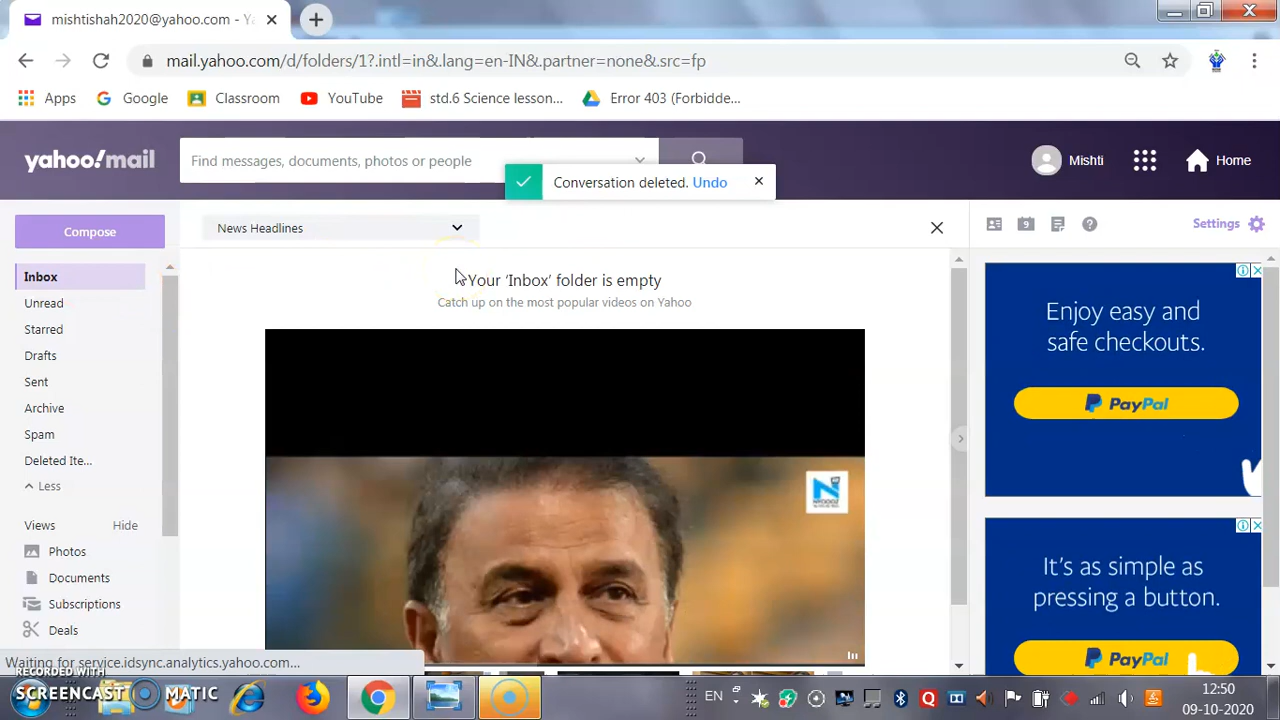 mishtishah2020@yahoo.com - Ya
mail.yahoo.com/d/folders/1?.intl=in&.lang=en-IN&.partner=none&.src=fp
Apps Google Classroom YouTube std.6 Science lesson... Error 403 (Forbidde...
yahoo!mail
Find messages, documents, photos or people
Mishti
Home
Conversation deleted. Undo
Compose
News Headlines
9
Settings
Inbox
Your ‘Inbox’ folder is empty
Catch up on the most popular videos on Yahoo
Unread
Starred
Drafts
Sent
Archive
Spam
Deleted Ite...
Less
Views Hide
Photos
Documents
Subscriptions
Deals
Enjoy easy and
safe checkouts.
PayPal
It's as simple as
pressing a button.
PayPal
Waiting for service.idsync.analytics.yahoo.com...
RECORDED WITH
SCREENCAST MATIC
EN
12:50
09-10-2020